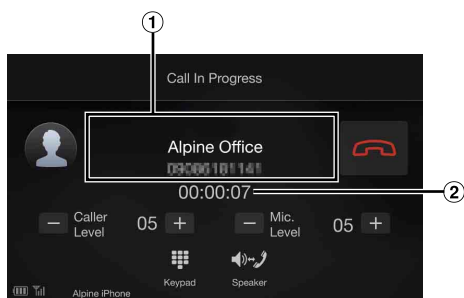 1
Call In Progress
Alpine Office
00:00:07
2
Caller Level 05
Mic. Level 05
Keypad
Speaker
Alpine iPhone